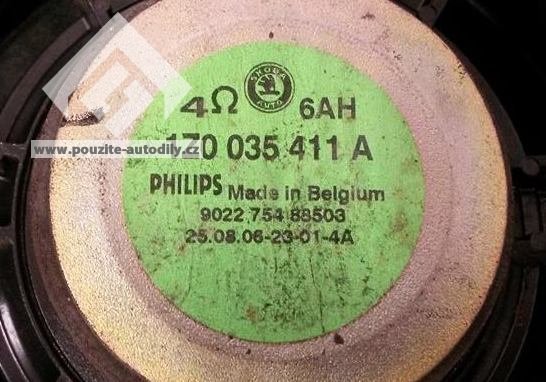 4Ω ŠKODA AUTO 6AH
1Z0 035 411 A
www.pouzite-autodily.cz
PHILIPS Made in Belgium
9022 754 88503
25.08.06-23-01-4A